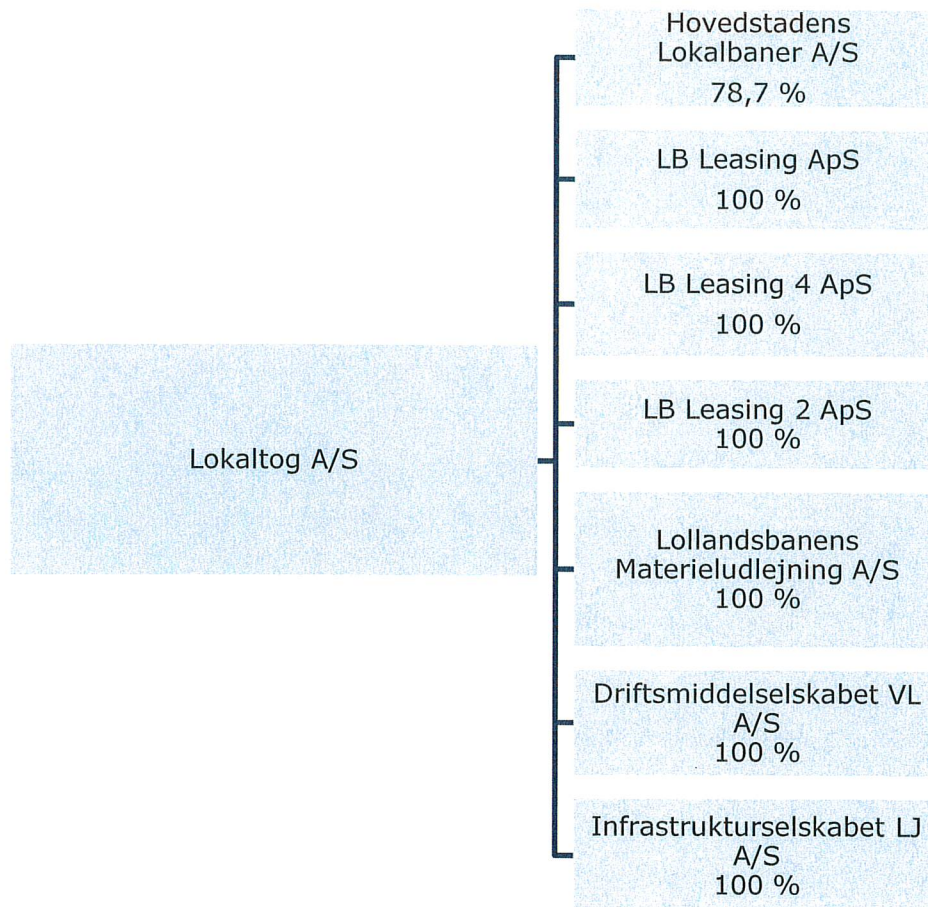 Hovedstadens
Lokalbaner A/S
78,7 %
LB Leasing ApS
100 %
LB Leasing 4 ApS
100 %
LB Leasing 2 ApS
100 %
Lokaltog A/S
Lollandsbanens
Materieludlejning A/S
100 %
Driftsmiddelselskabet VL
A/S
100 %
Infrastrukturselskabet LJ
A/S
100 %